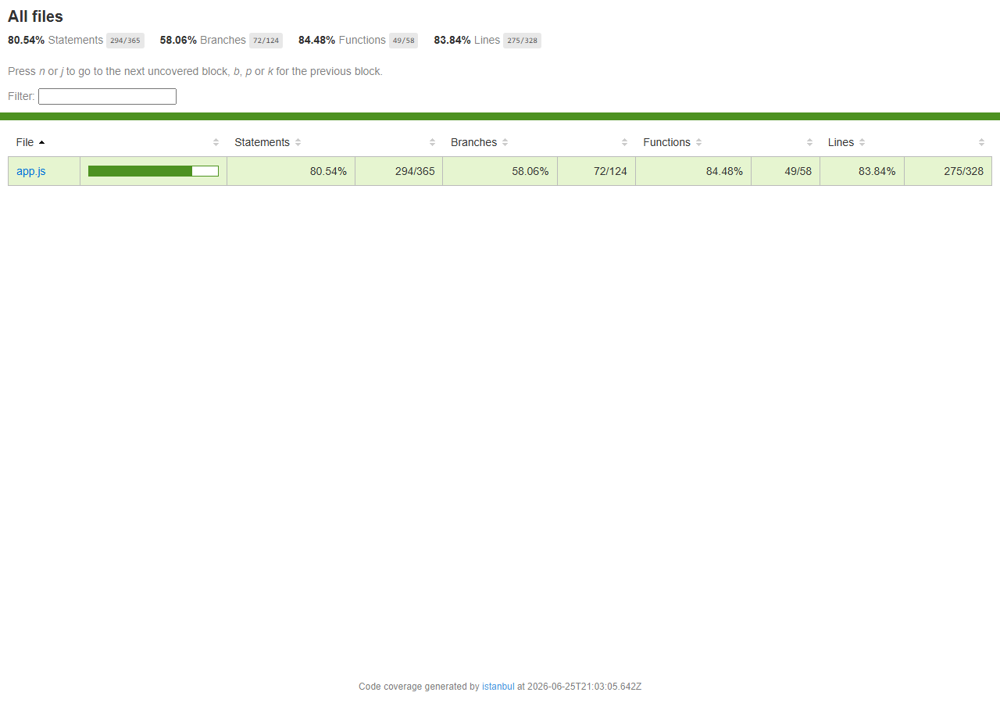 All files
80.54% Statements 294/365 58.06% Branches 72/124 84.48% Functions 49/58 83.84% Lines 275/328
Press n or j to go to the next uncovered block, b, p or k for the previous block.
Filter:
File Statements Branches Functions Lines
app.js 80.54% 294/365 58.06% 72/124 84.48% 49/58 83.84% 275/328
Code coverage generated by istanbul at 2026-06-25T21:03:05.642Z